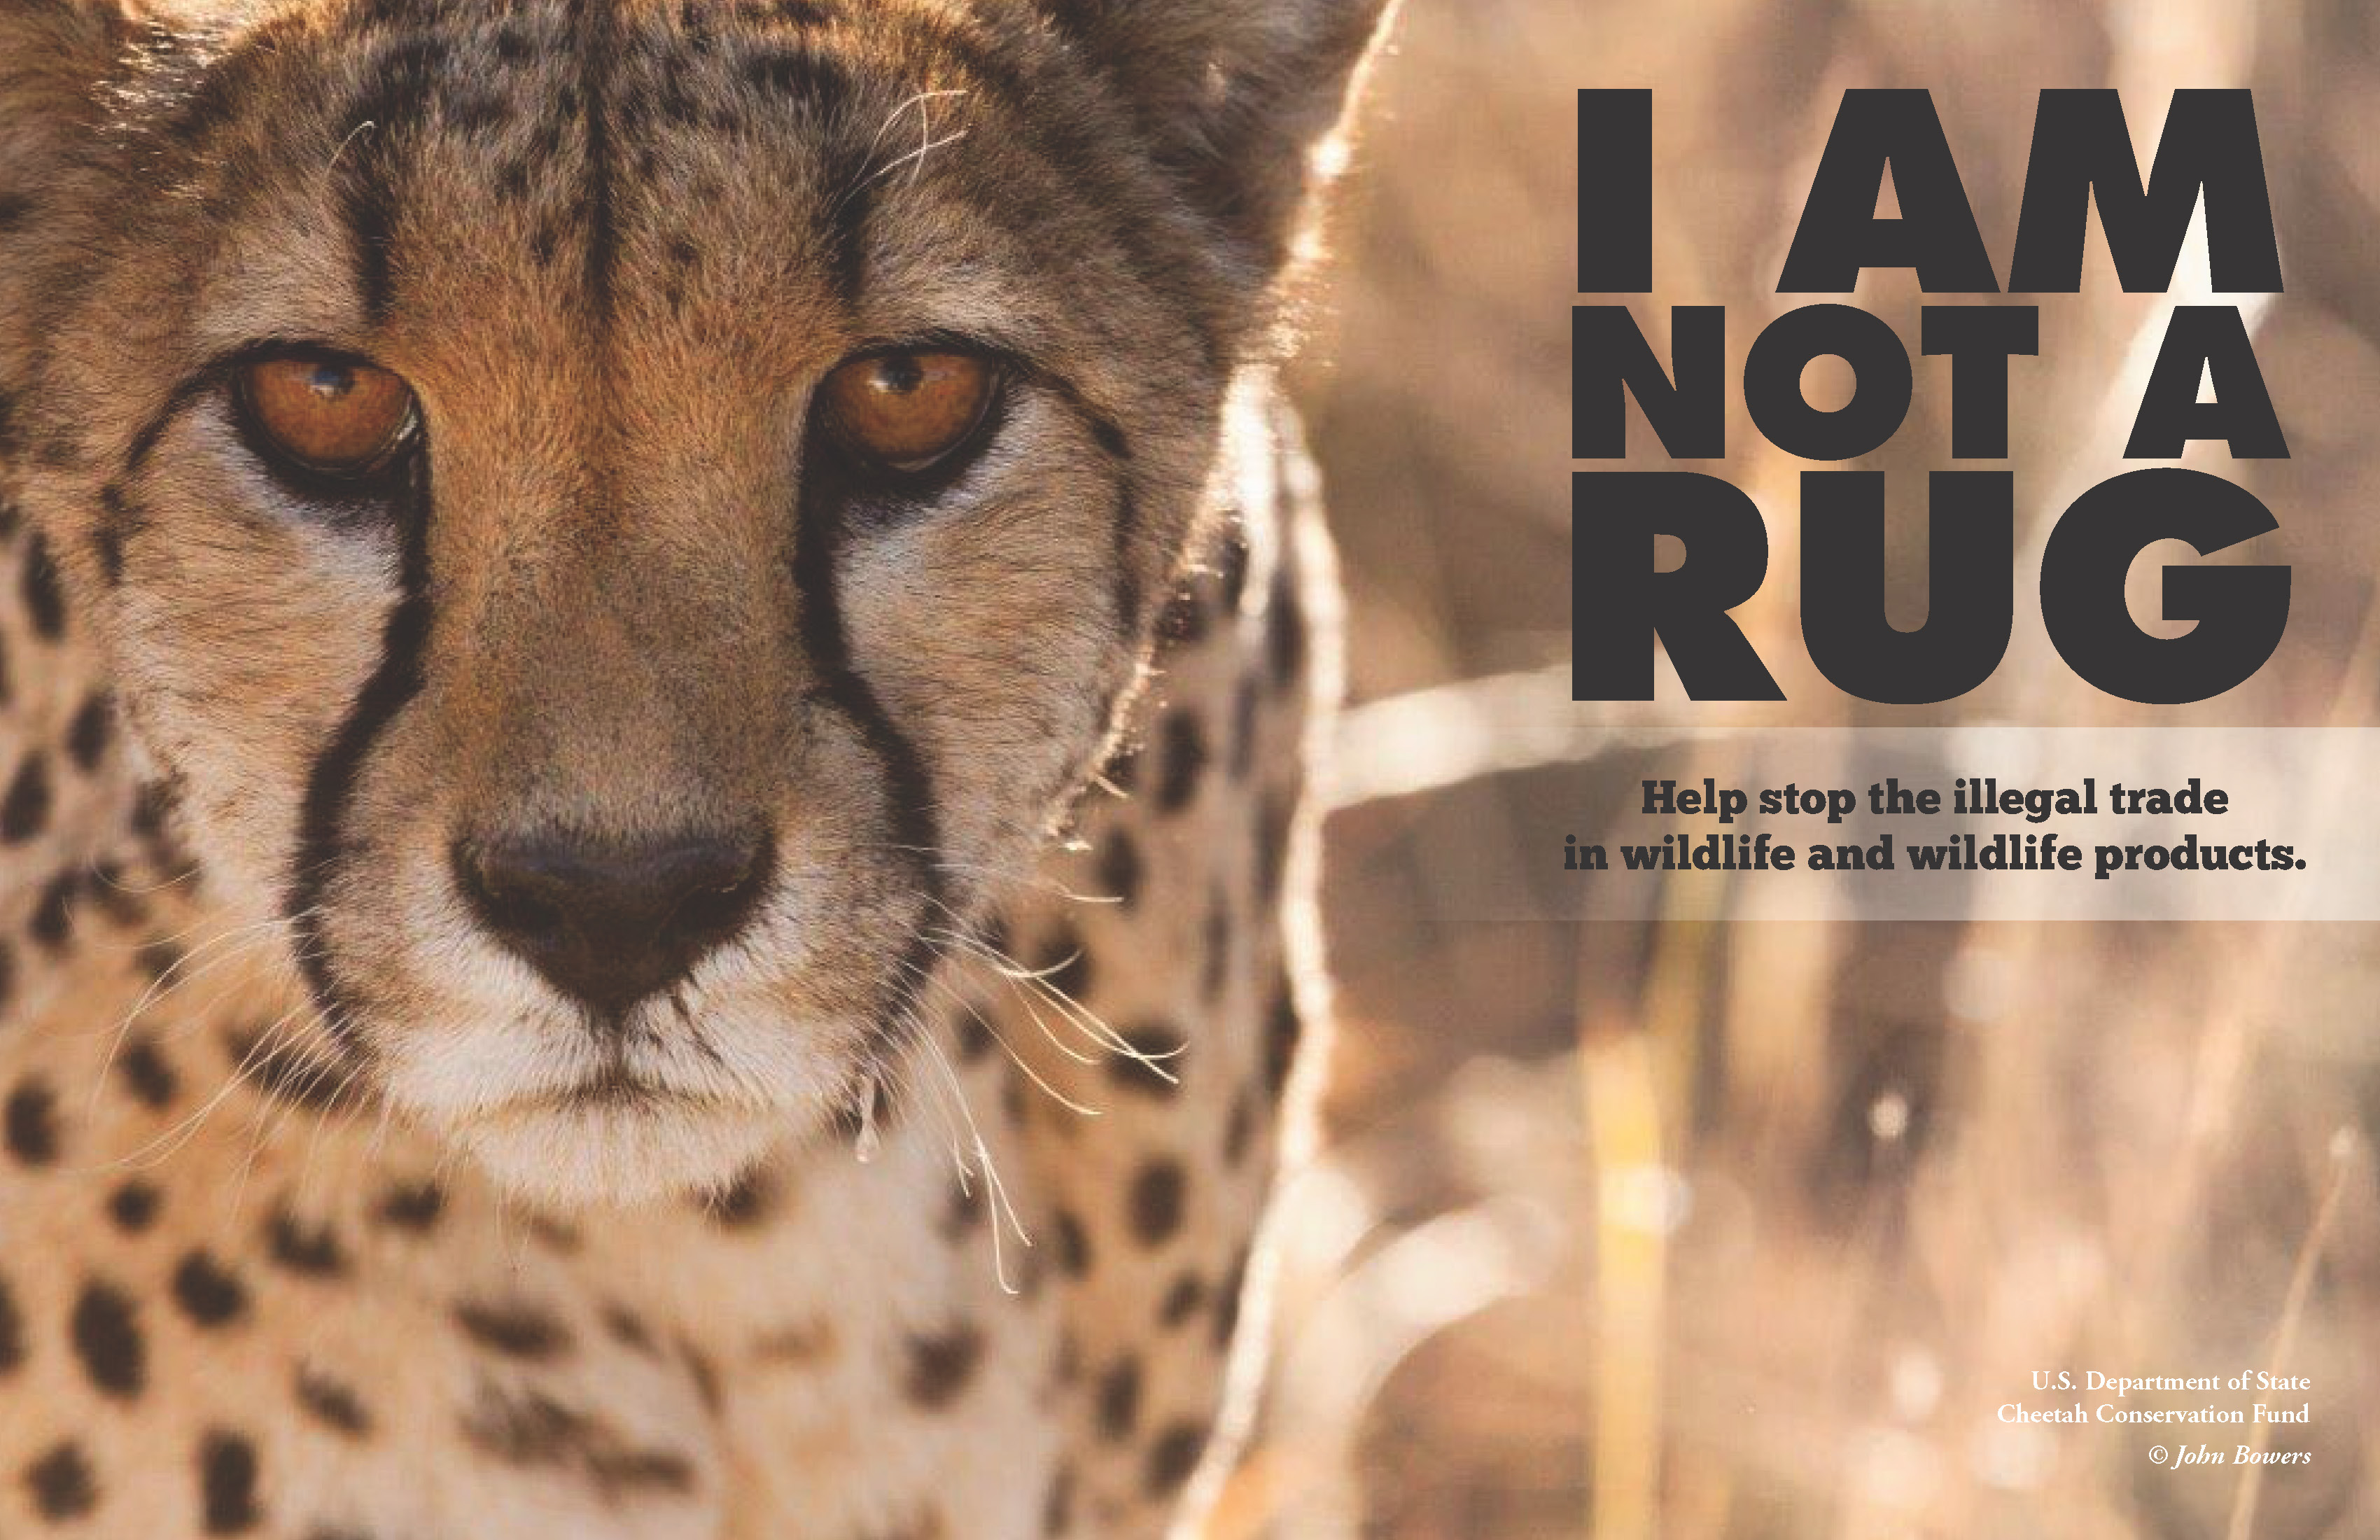 I AM
NOT A
RUG
Help stop the illegal trade
in wildlife and wildlife products.
U.S. Department of State
Cheetah Conservation Fund
© John Bowers